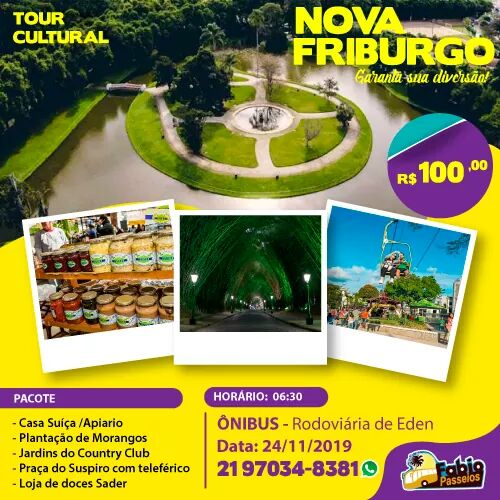 TOUR
CULTURAL
NOVA
FRIBURGO
Garanta sua diversão!
R$ 100,00
PACOTE
- Casa Suíça /Apiario
- Plantação de Morangos
- Jardins do Country Club
- Praça do Suspiro com teleférico
- Loja de doces Sader
HORÁRIO: 06:30
ÔNIBUS - Rodoviária de Eden
Data: 24/11/2019
21 97034-8381
Fabio
Passeios